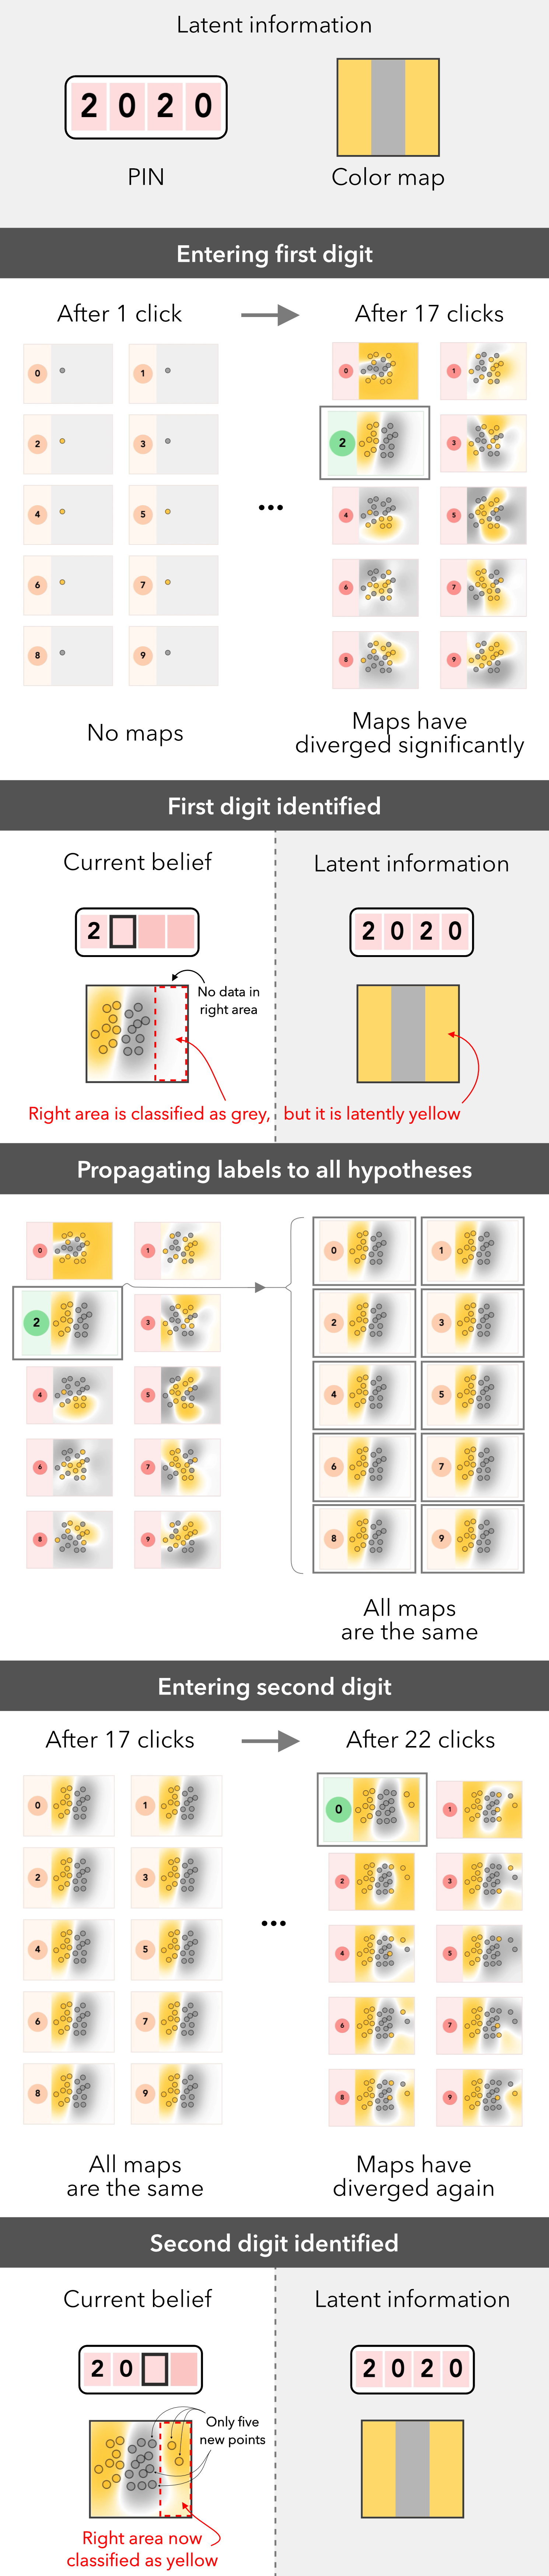 Latent information
2 0 2 0
PIN
Color map
Entering first digit
After 1 click
After 17 clicks
0 1
2 3
4 5
6 7
8 9
...
0 1
2 3
4 5
6 7
8 9
No maps
Maps have
diverged significantly
First digit identified
Current belief
Latent information
2
2 0 2 0
No data in
right area
Right area is classified as grey, but it is latently yellow
Propagating labels to all hypotheses
0 1
2 3
4 5
6 7
8 9
0 1
2 3
4 5
6 7
8 9
All maps
are the same
Entering second digit
After 17 clicks
After 22 clicks
0 1
2 3
4 5
6 7
8 9
...
0 1
2 3
4 5
6 7
8 9
All maps
are the same
Maps have
diverged again
Second digit identified
Current belief
Latent information
2 0
2 0 2 0
Only five
new points
Right area now
classified as yellow